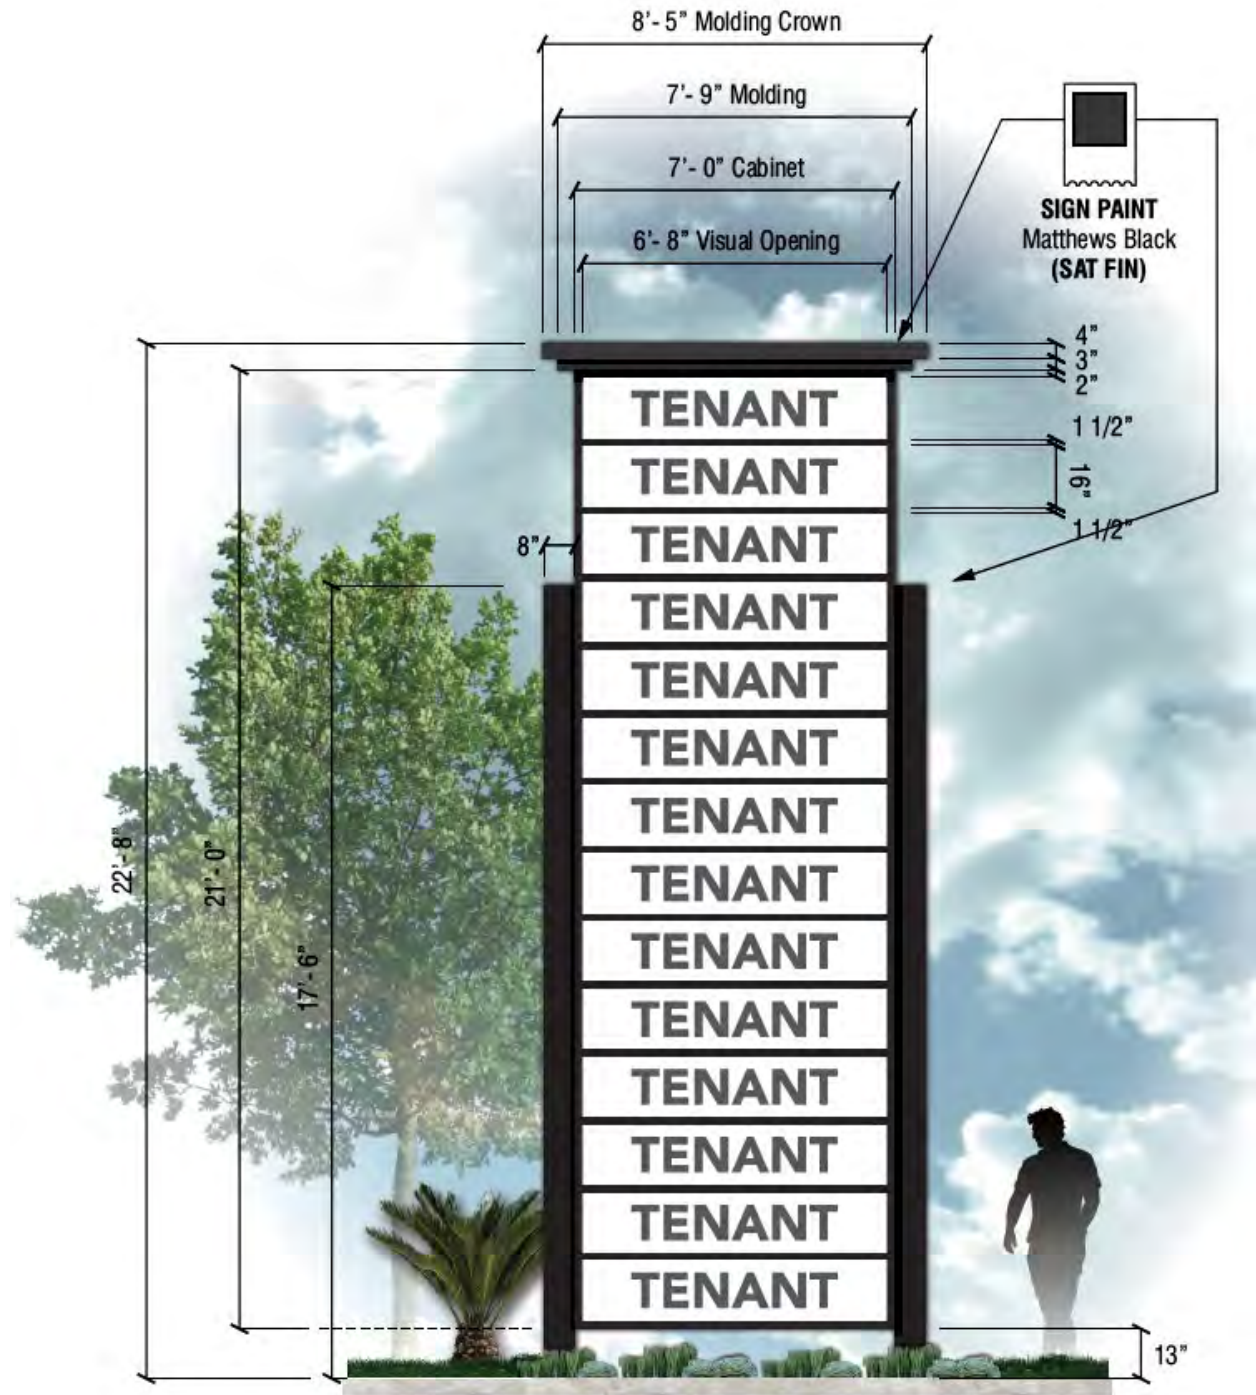 8’- 5” Molding Crown
7’- 9” Molding
7’- 0” Cabinet
6’- 8” Visual Opening
SIGN PAINT
Matthews Black
(SAT FIN)
4”
3”
2”
1 1/2”
16”
1 1/2”
8”
22’- 8”
21’- 0”
17’- 6”
TENANT
TENANT
TENANT
TENANT
TENANT
TENANT
TENANT
TENANT
TENANT
TENANT
TENANT
TENANT
TENANT
TENANT
13”